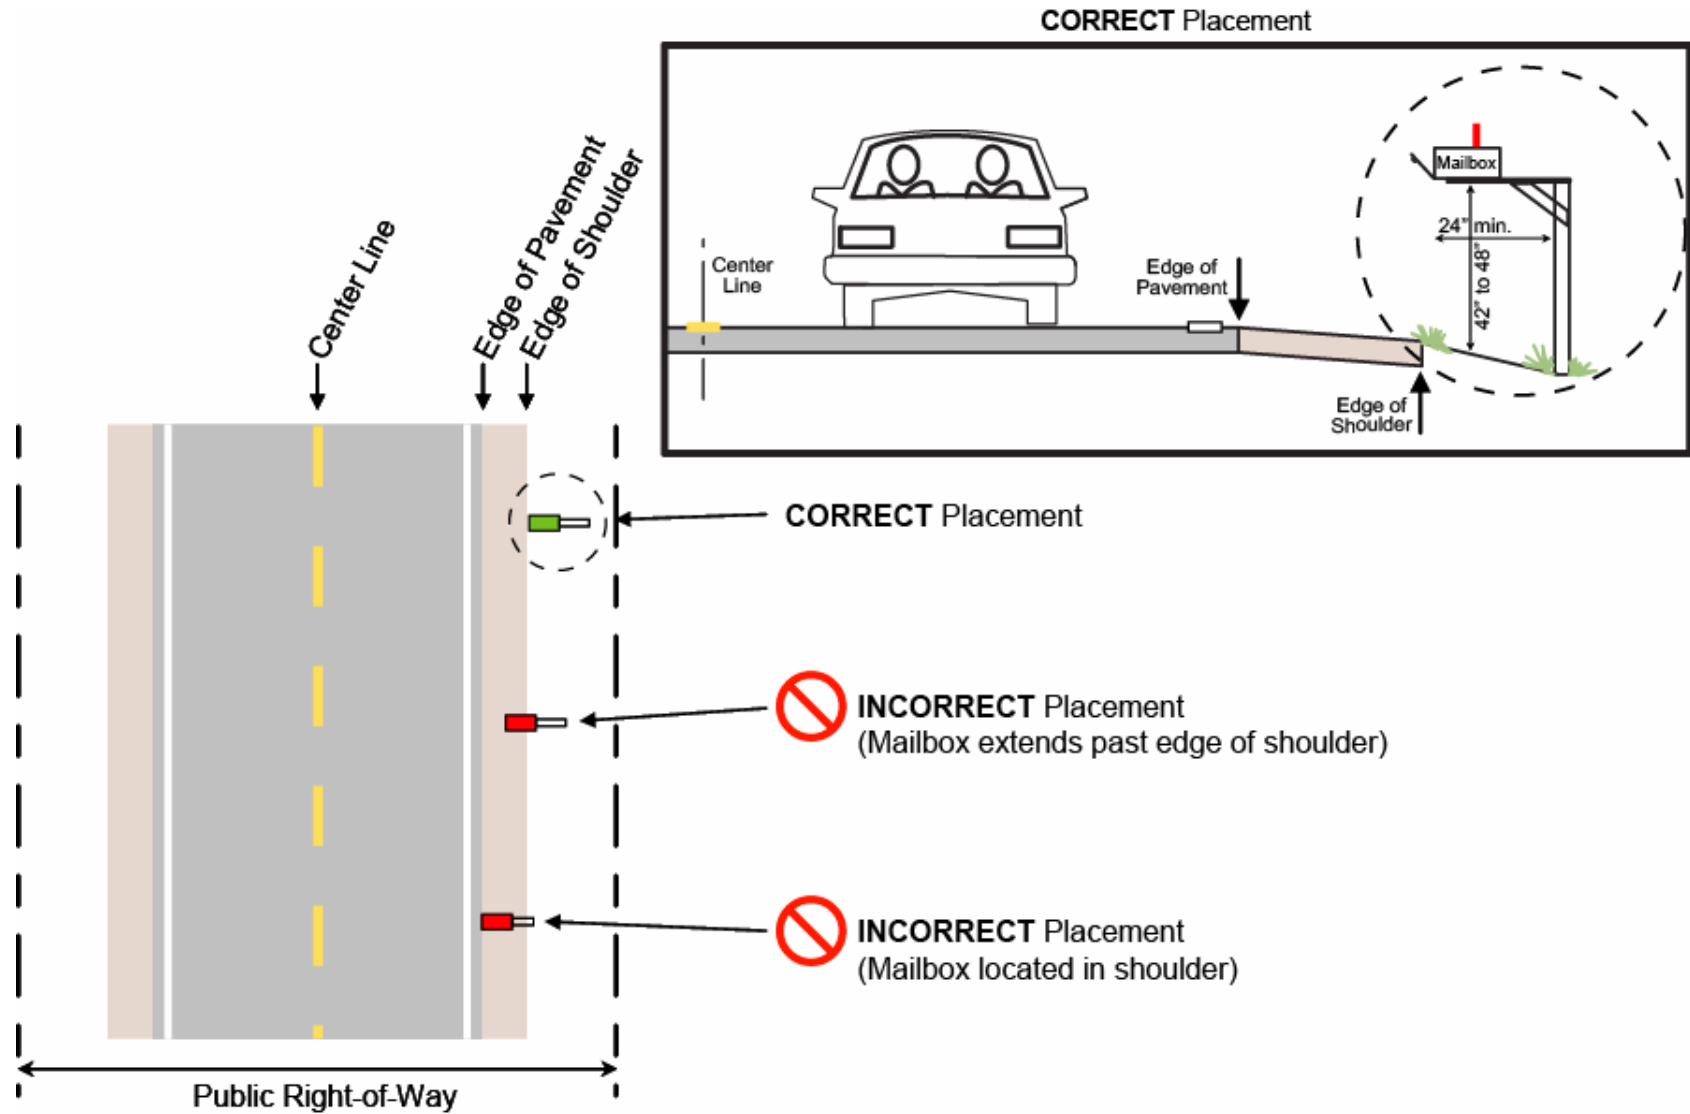 CORRECT Placement
Center Line
Edge of Pavement
Edge of Shoulder
Center
Line
Edge of
Pavement
Mailbox
24" min.
42" to 48"
Edge of
Shoulder
CORRECT Placement
INCORRECT Placement
(Mailbox extends past edge of shoulder)
INCORRECT Placement
(Mailbox located in shoulder)
Public Right-of-Way